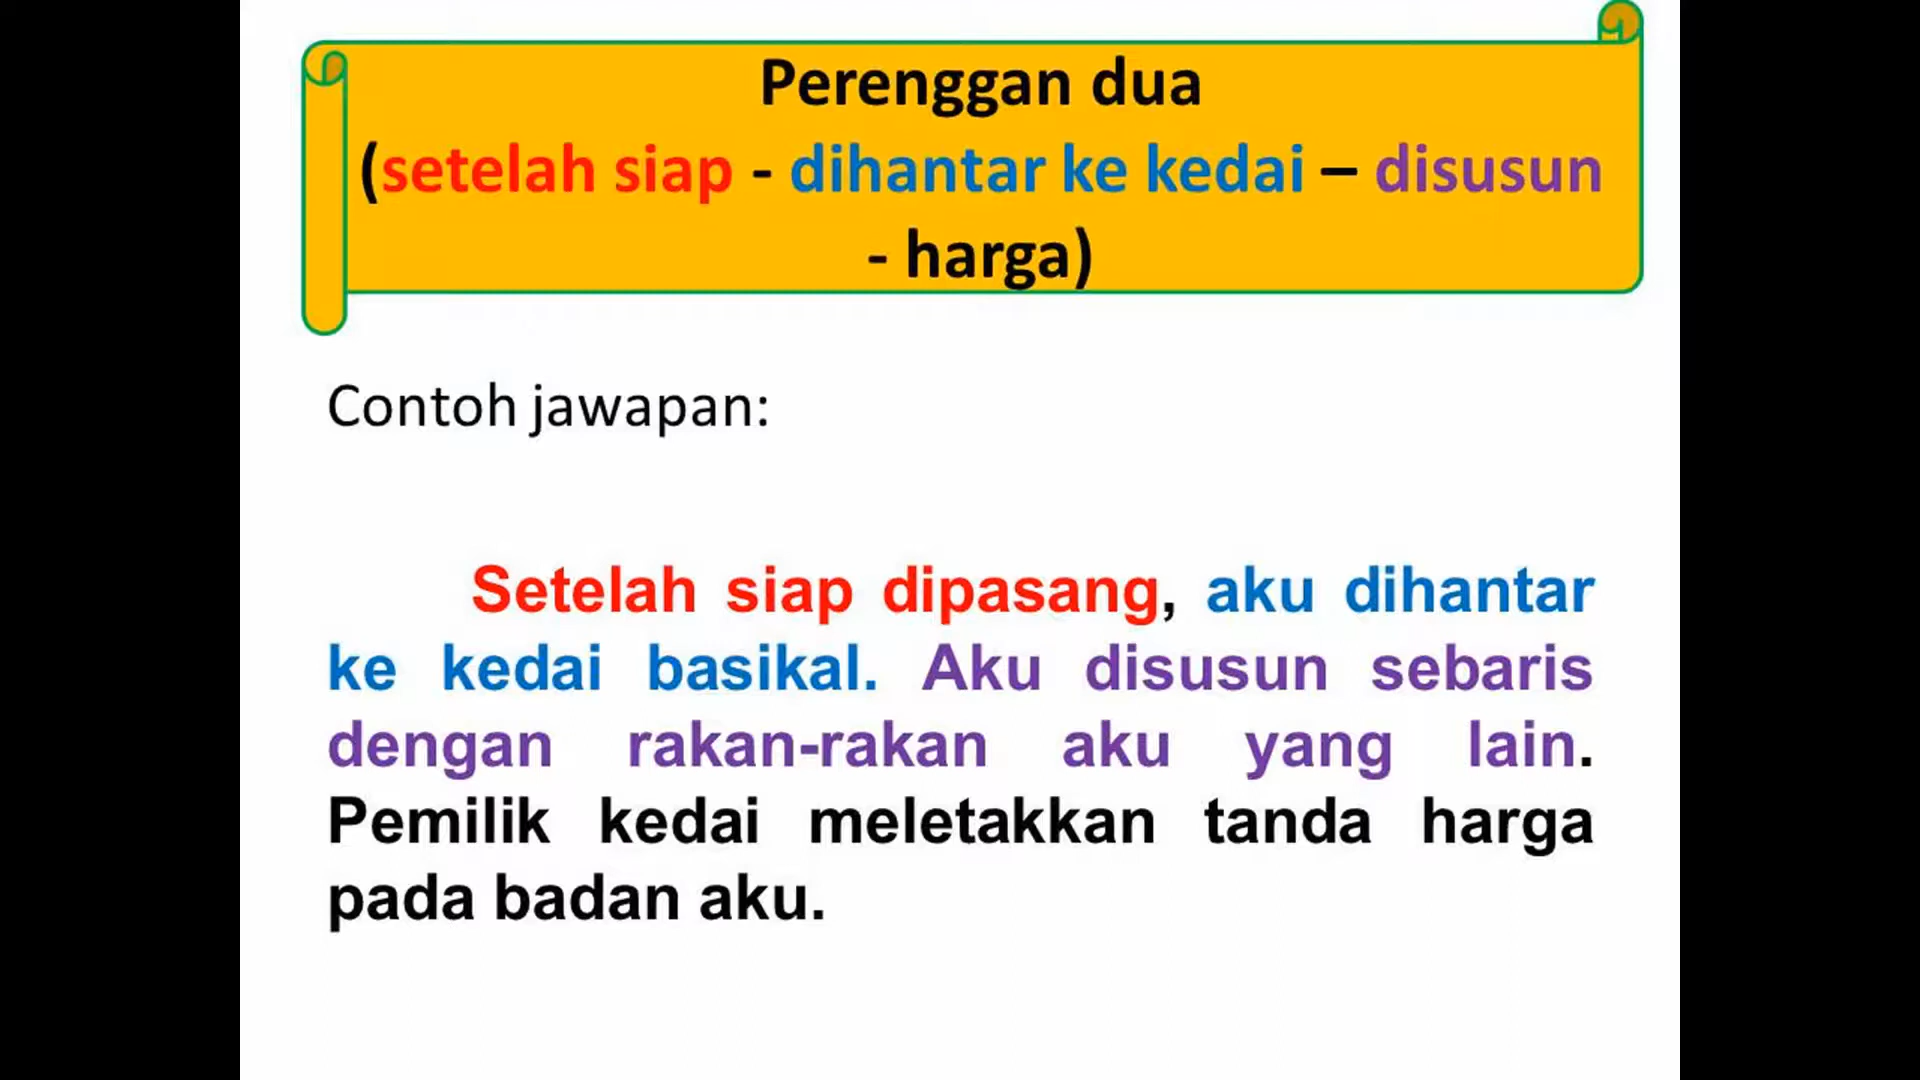 Perenggan dua
(setelah siap - dihantar ke kedai – disusun
- harga)
Contoh jawapan:
Setelah siap dipasang, aku dihantar
ke kedai basikal. Aku disusun sebaris
dengan rakan-rakan aku yang lain.
Pemilik kedai meletakkan tanda harga
pada badan aku.